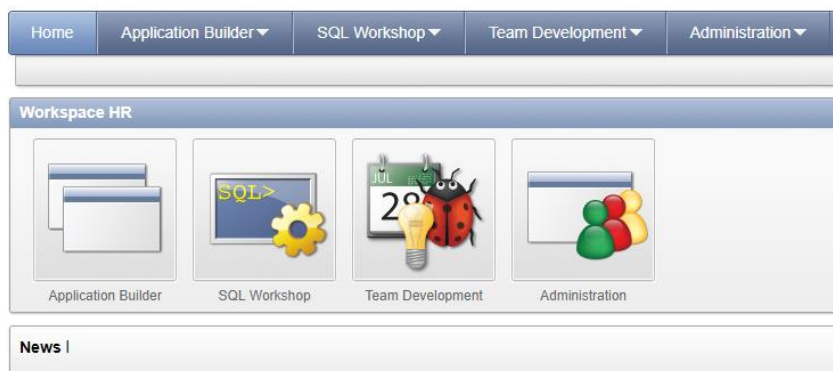 Home Application Builder SQL Workshop Team Development Administration
Workspace HR
SQL>
JUL
28
Application Builder SQL Workshop Team Development Administration
News |